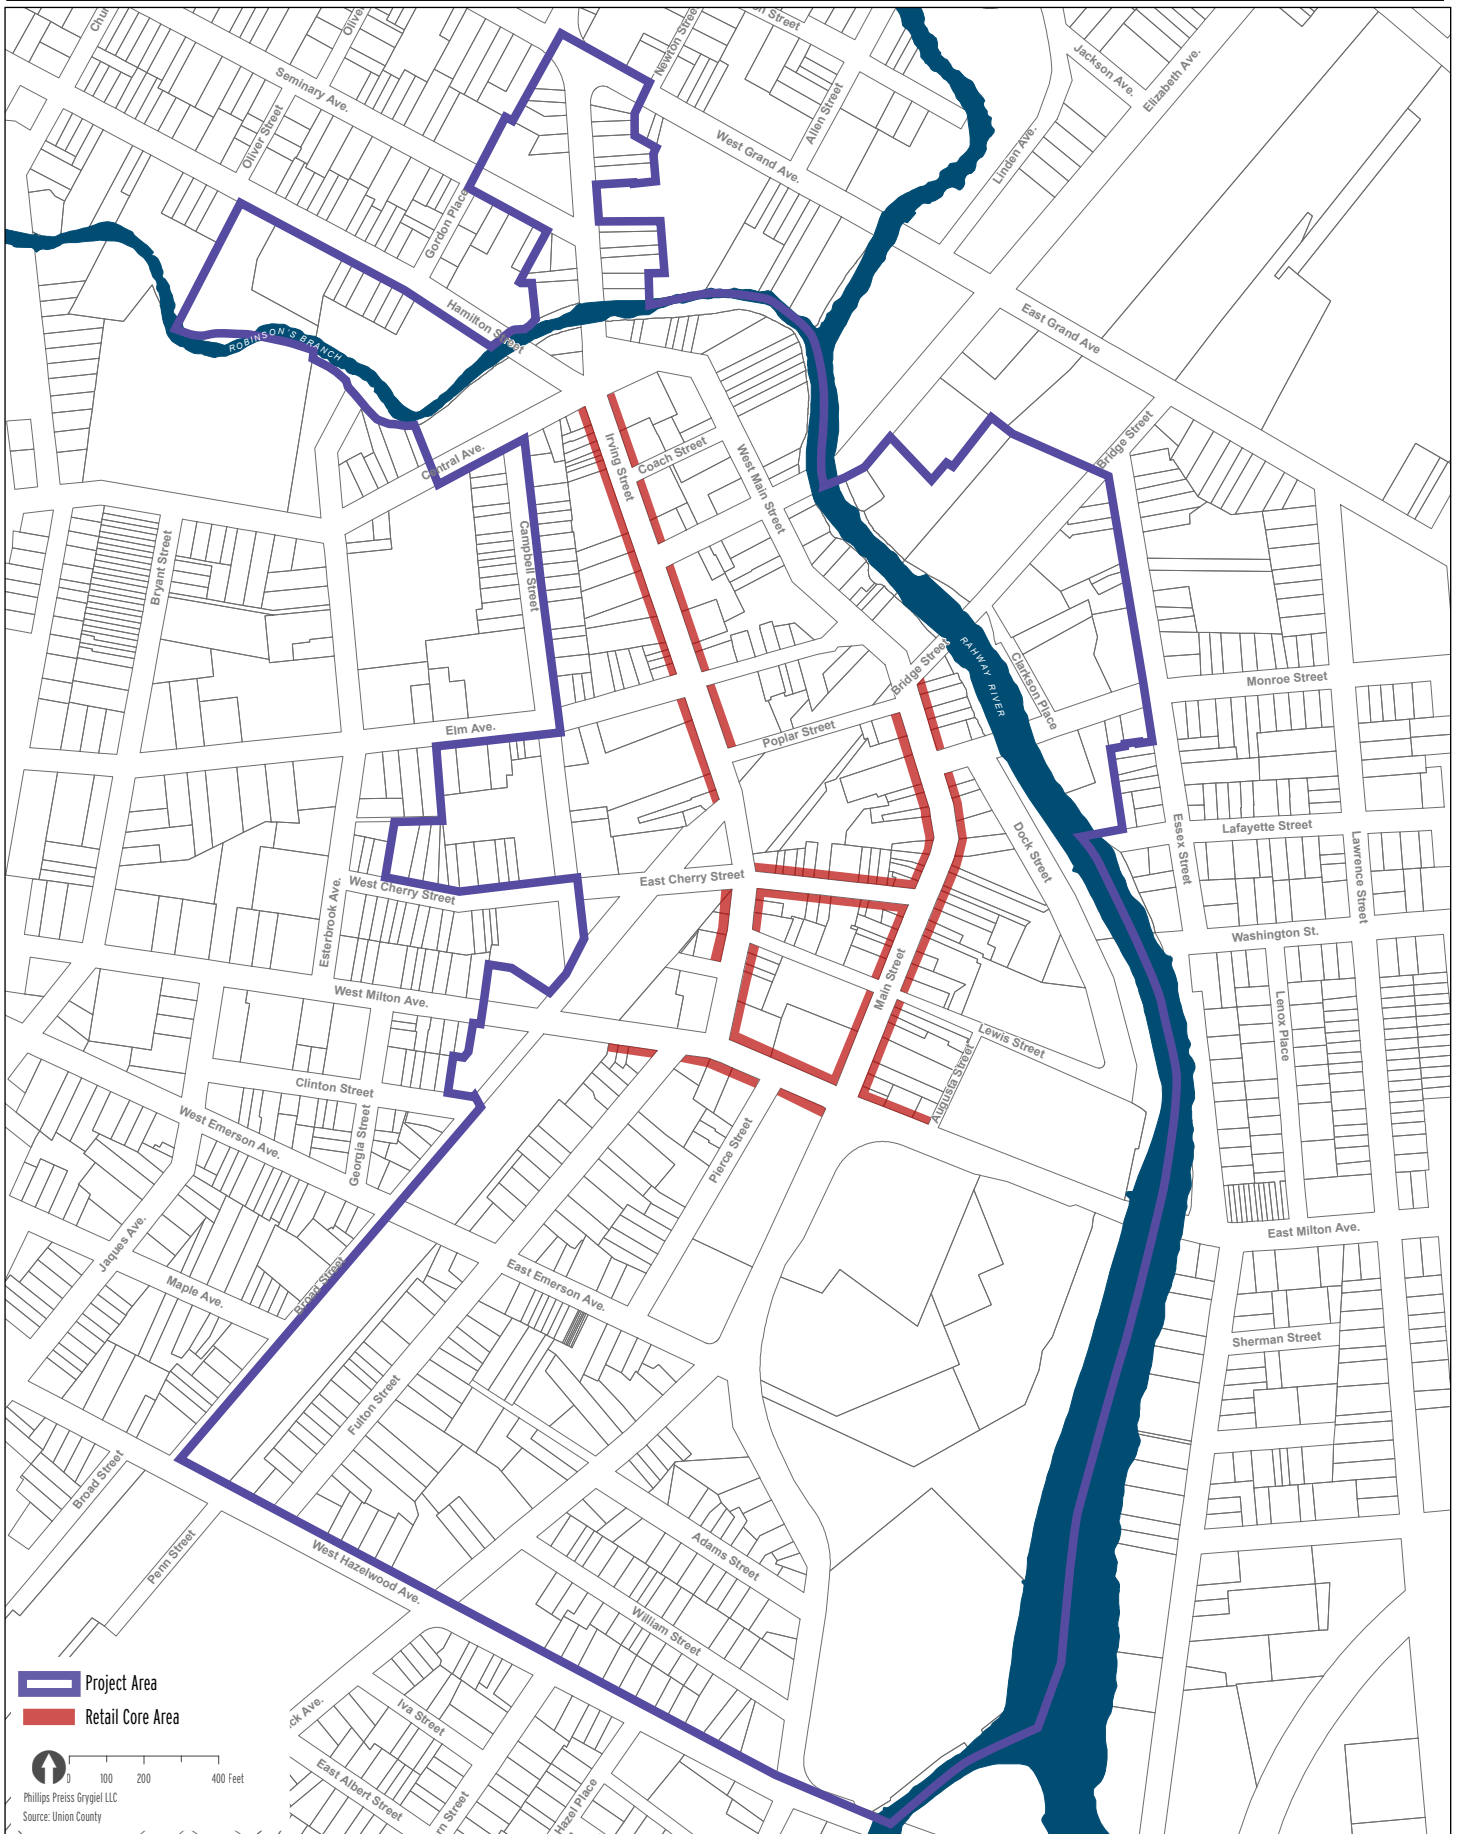 Seminary Ave.
Oliver Street
Newton Street
Allen Street
West Grand Ave.
Jackson Ave.
Elizabeth Ave.
Linden Ave.
Gordon Place
Hamilton Street
ROBINSON'S BRANCH
East Grand Ave
Bridge Street
Central Ave.
Irving Street
Coach Street
West Main Street
Bryant Street
Campbell Street
RAHWAY RIVER
Bridge Street
Clarkson Place
Monroe Street
Elm Ave.
Poplar Street
Essex Street
Lafayette Street
Lawrence Street
Dock Street
East Cherry Street
West Cherry Street
Esterbrook Ave.
Washington St.
Main Street
West Milton Ave.
Lenox Place
Lewis Street
Augusta Street
Clinton Street
West Emerson Ave.
Georgia Street
Pierce Street
Jaques Ave.
East Milton Ave.
Maple Ave.
Broad Street
East Emerson Ave.
Sherman Street
Fulton Street
Broad Street
Adams Street
Penn Street
West Hazelwood Ave.
William Street
Iva Street
East Albert Street
Hazel Place
Project Area
Retail Core Area
0 100 200 400 Feet
Phillips Preiss Grygiel LLC
Source: Union County